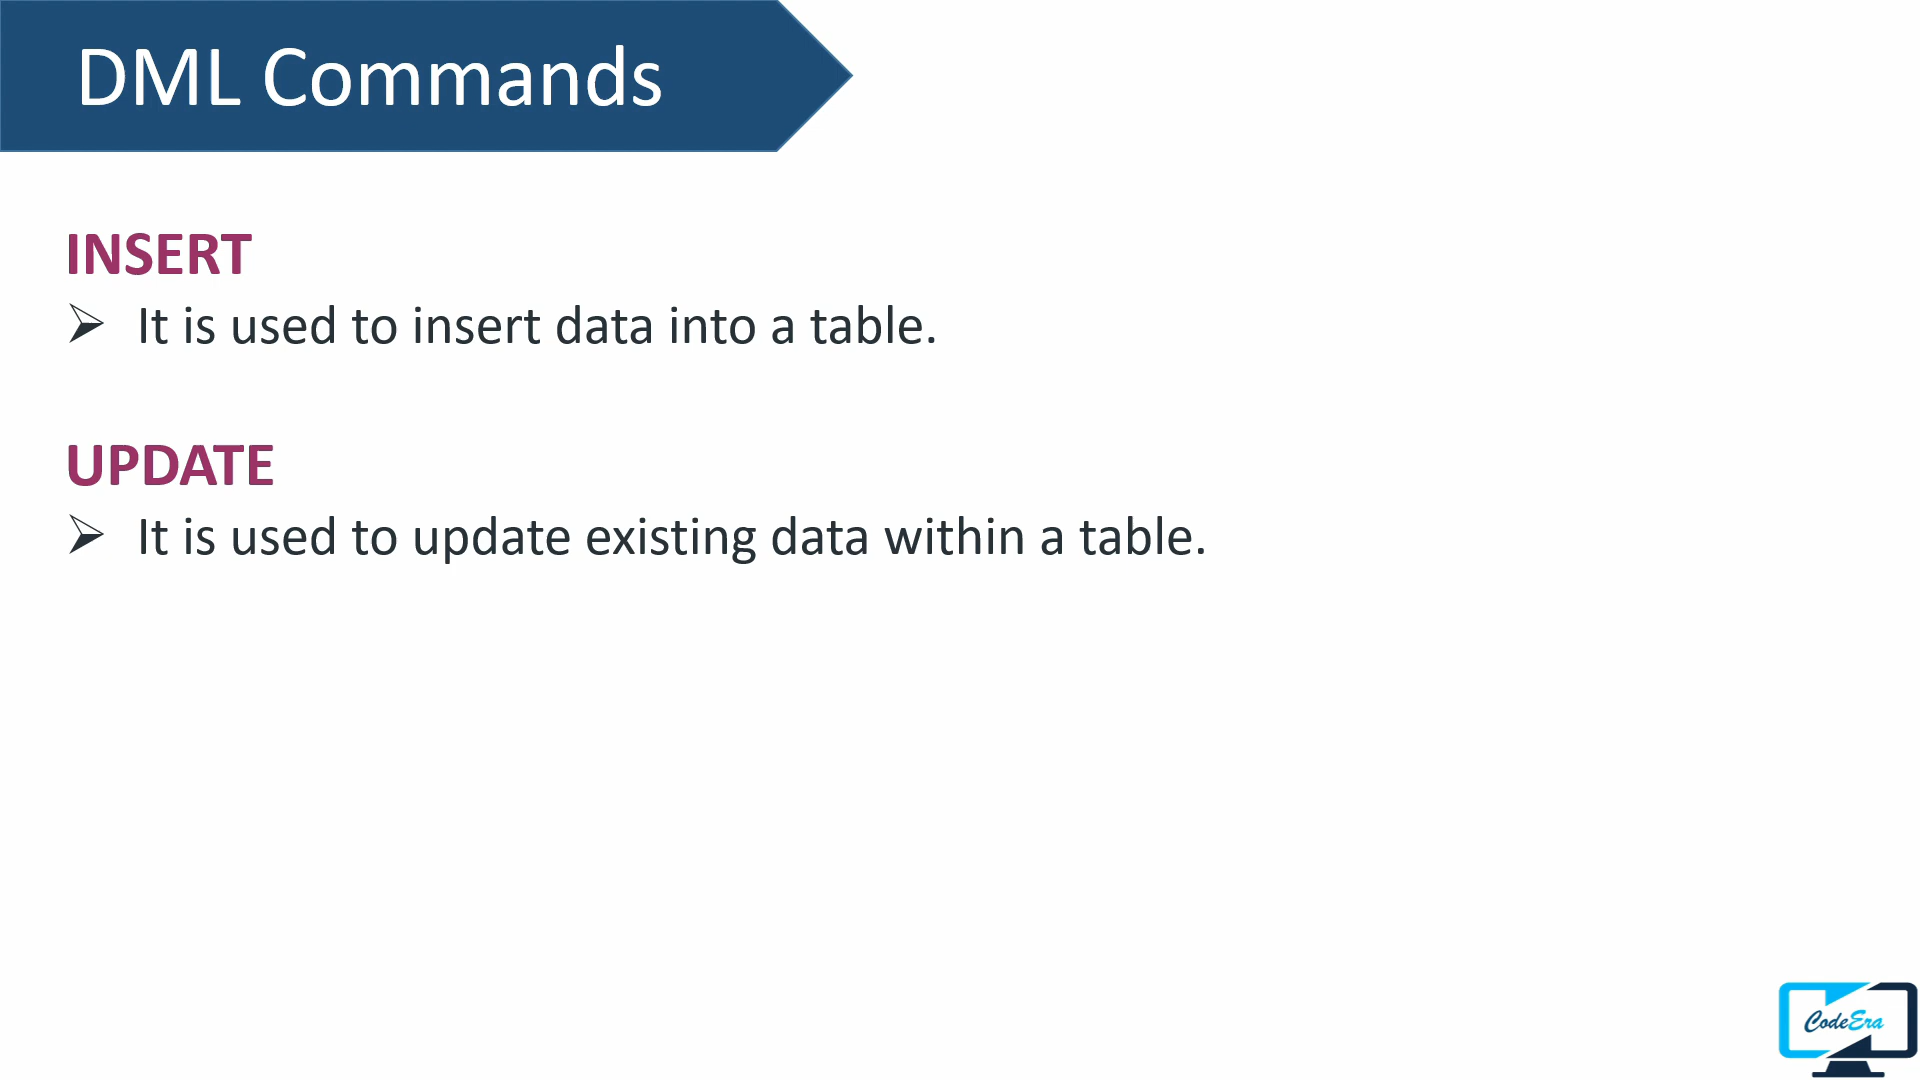 DML Commands
INSERT
It is used to insert data into a table.
UPDATE
It is used to update existing data within a table.
CodeEra